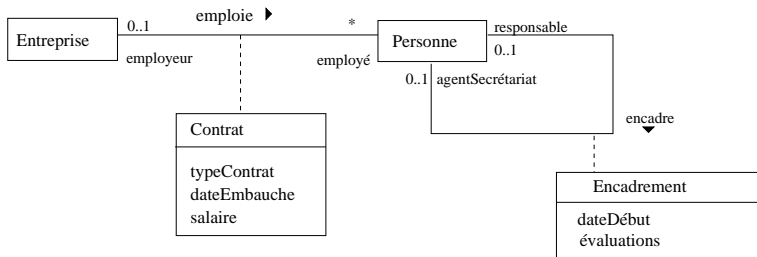 emploie
0..1
*
responsable
Entreprise
Personne
0..1
employeur
employé
0..1
agentSecrétariat
encadre
Contrat
typeContrat
dateEmbauche
salaire
Encadrement
dateDébut
évaluations